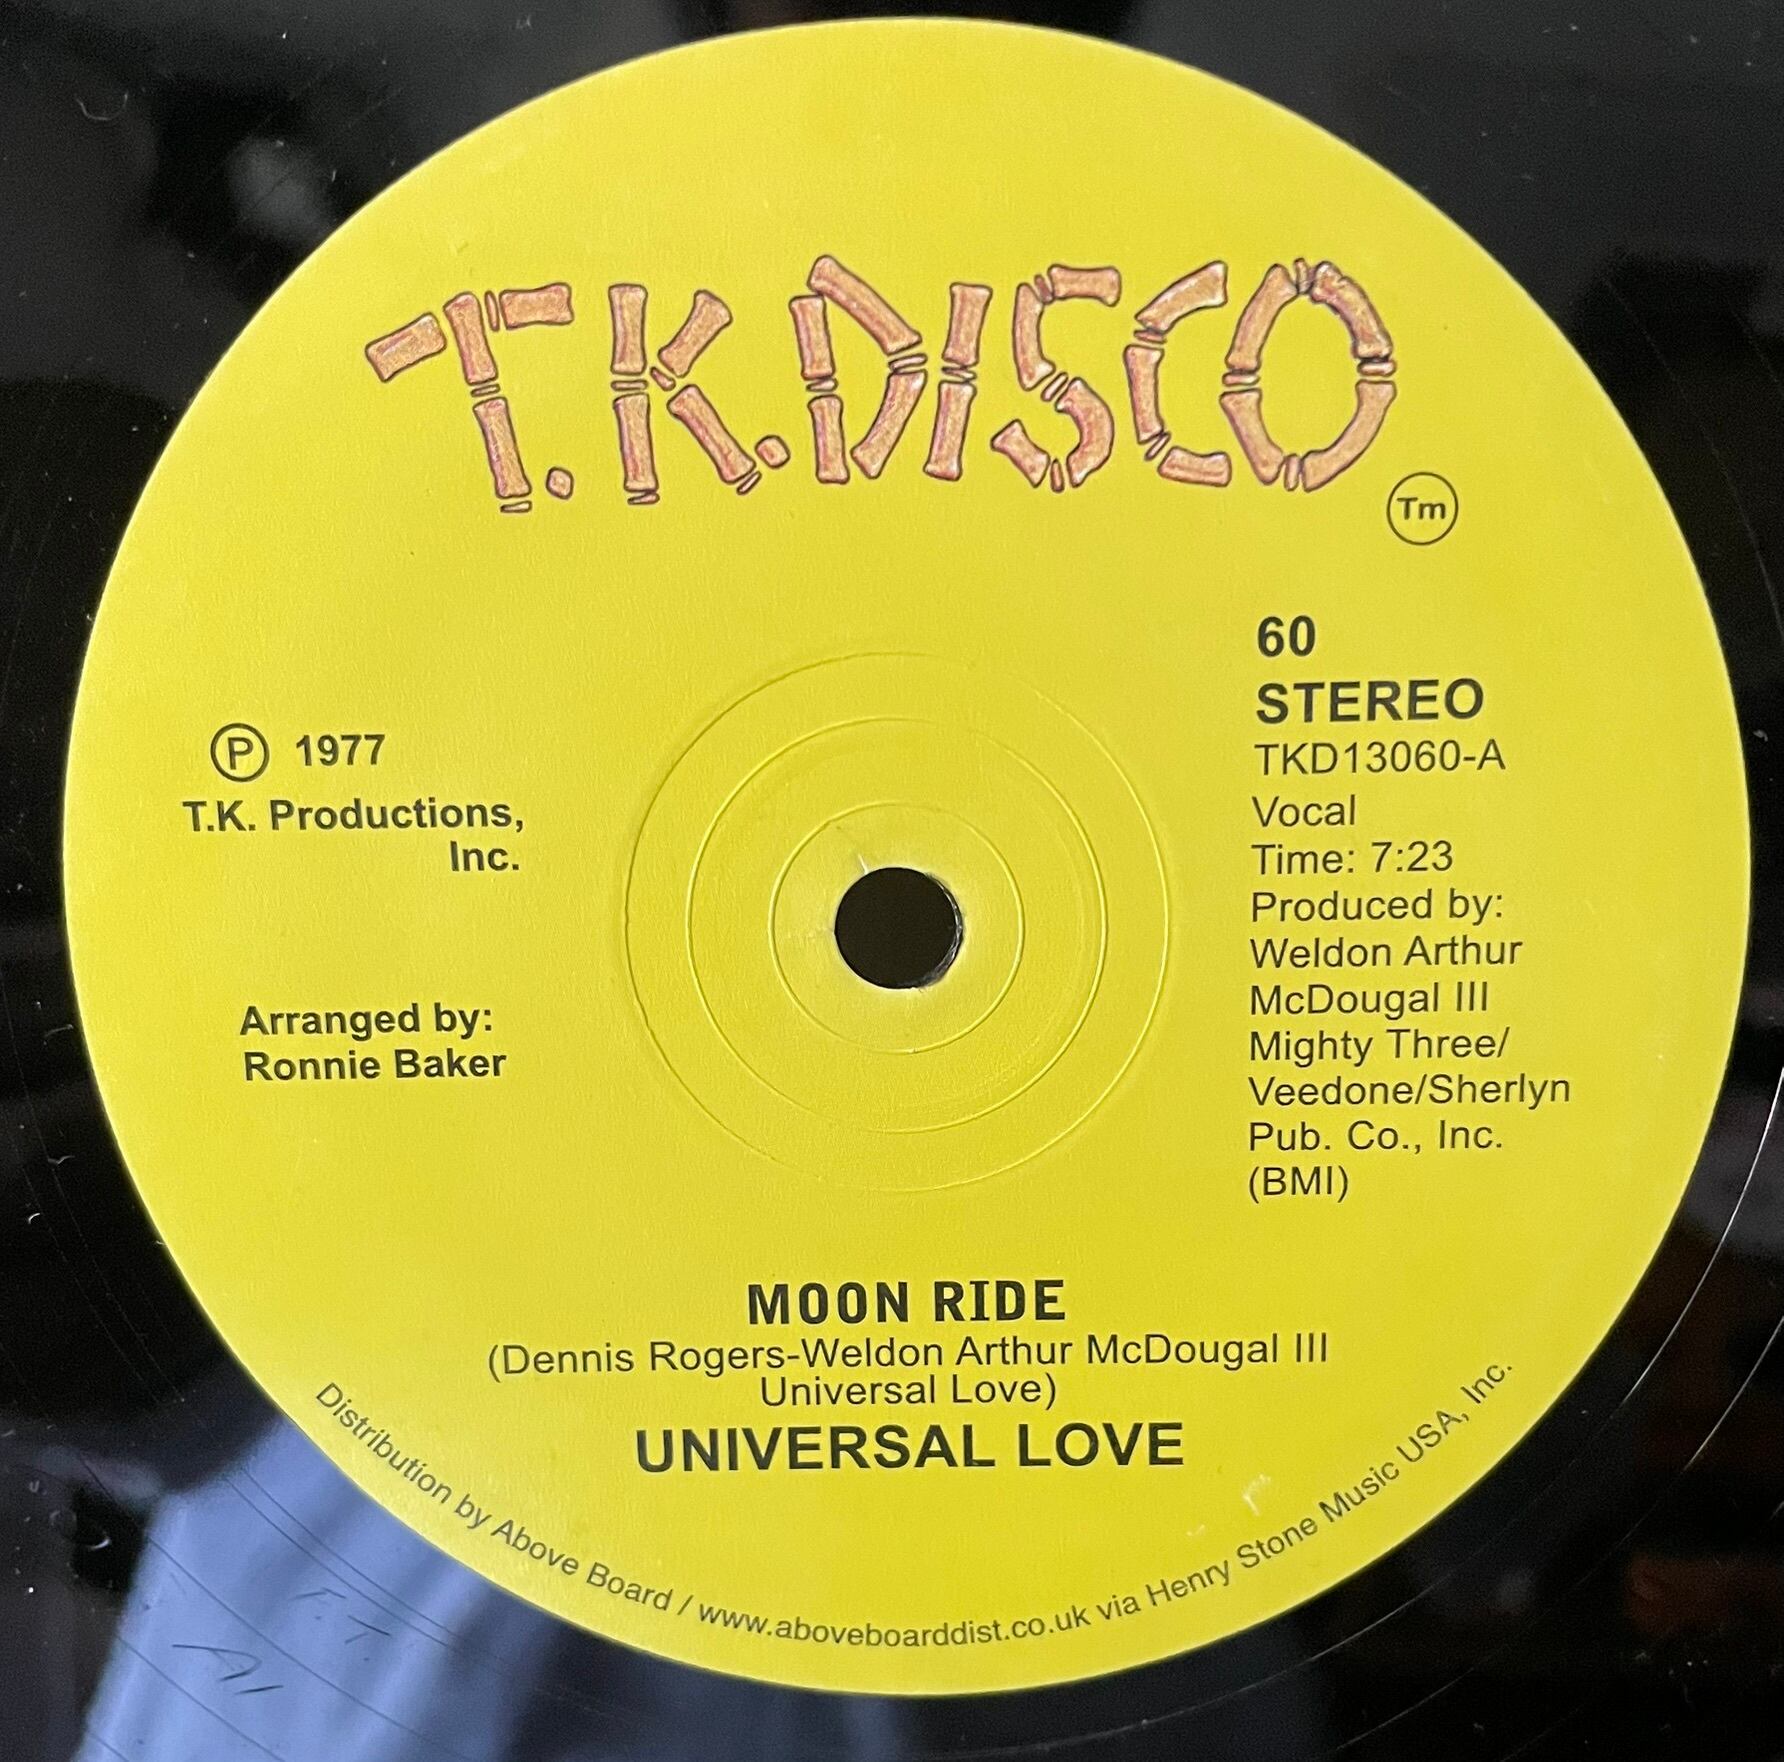 T.K.DISCO
Tm
60
STEREO
TKD13060-A
Vocal
Time: 7:23
Produced by:
Weldon Arthur
McDougal III
Mighty Three/
Veedone/Sherlyn
Pub. Co., Inc.
(BMI)
Ⓟ 1977
T.K. Productions,
Inc.
Arranged by:
Ronnie Baker
MOON RIDE
(Dennis Rogers-Weldon Arthur McDougal III
Universal Love)
UNIVERSAL LOVE
Distribution by Above Board / www.aboveboarddist.co.uk via Henry Stone Music USA, Inc.